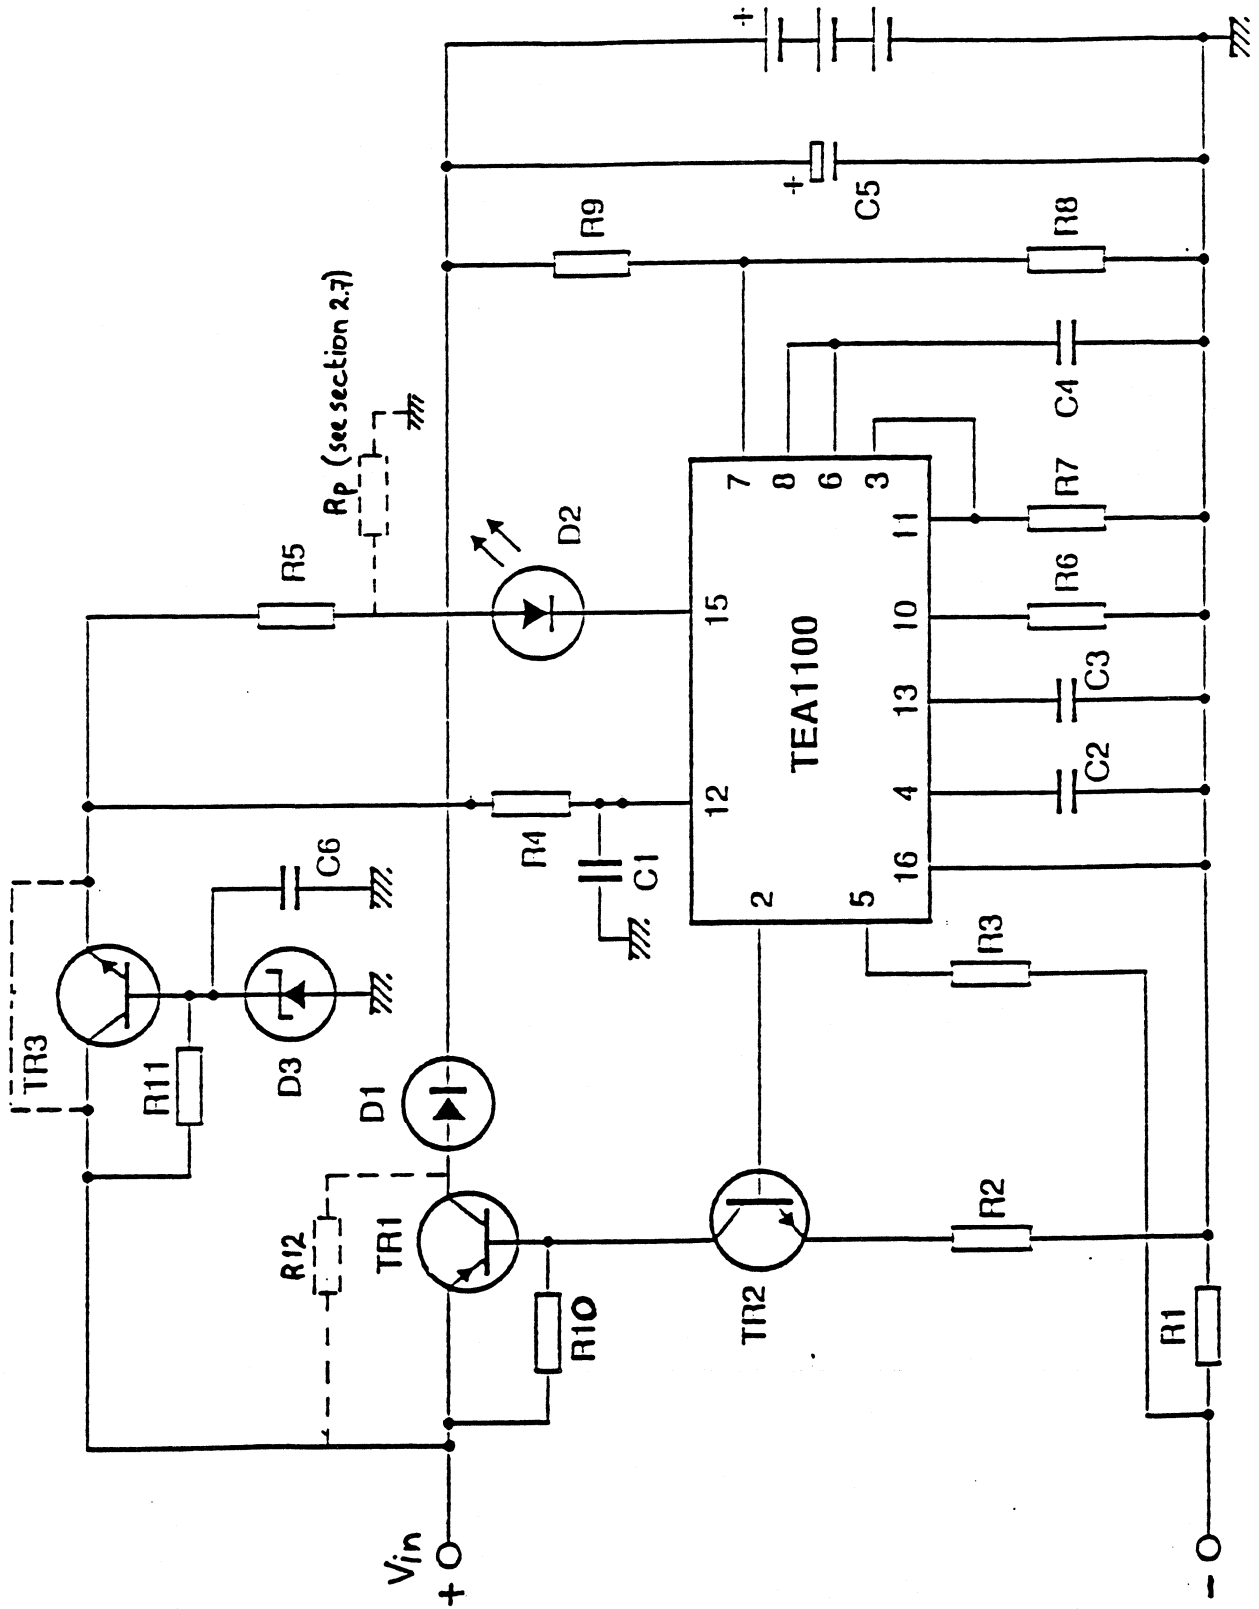 TR3
R11
D3
C6
R5
Rp (see section 2.7)
Vin
+
R12
TR1
D1
R10
R4
C1
D2
R9
+
C5
+
TR2
R2
R3
TEA1100
2
5
12
15
16
4
13
10
11
7
8
6
3
C2
C3
R6
R7
C4
R8
R1
-